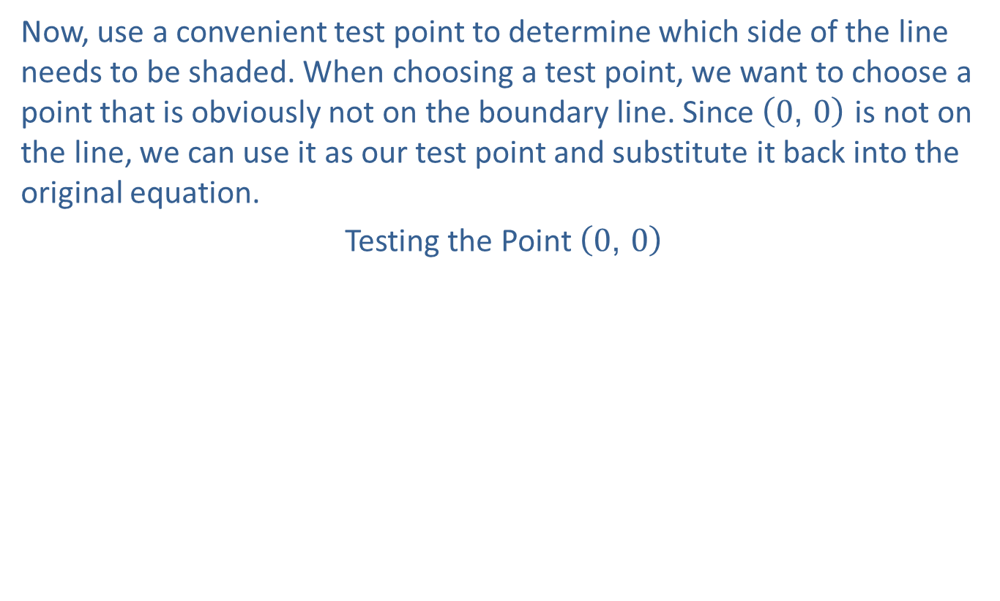 Now, use a convenient test point to determine which side of the line
needs to be shaded. When choosing a test point, we want to choose a
point that is obviously not on the boundary line. Since (0, 0) is not on
the line, we can use it as our test point and substitute it back into the
original equation.
Testing the Point (0, 0)